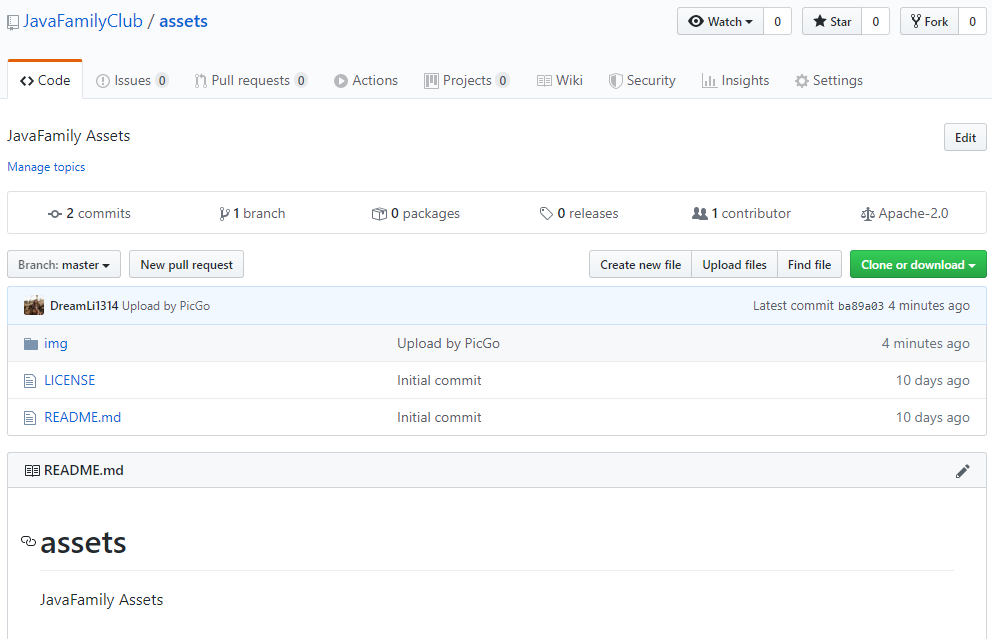 JavaFamilyClub / assets Watch 0 Star 0 Fork 0
Code Issues 0 Pull requests 0 Actions Projects 0 Wiki Security Insights Settings
JavaFamily Assets Edit
Manage topics
2 commits 1 branch 0 packages 0 releases 1 contributor Apache-2.0
Branch: master New pull request Create new file Upload files Find file Clone or download
DreamLi1314 Upload by PicGo Latest commit ba89a03 4 minutes ago
img Upload by PicGo 4 minutes ago
LICENSE Initial commit 10 days ago
README.md Initial commit 10 days ago
README.md
assets
JavaFamily Assets